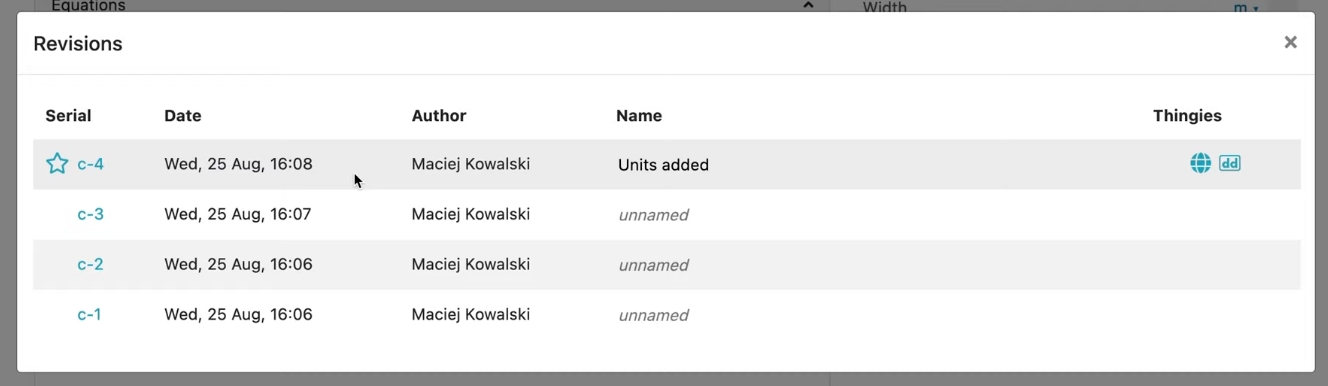 Equations Width m
Revisions ×
Serial Date Author Name Thingies
c-4 Wed, 25 Aug, 16:08 Maciej Kowalski Units added dd
c-3 Wed, 25 Aug, 16:07 Maciej Kowalski unnamed
c-2 Wed, 25 Aug, 16:06 Maciej Kowalski unnamed
c-1 Wed, 25 Aug, 16:06 Maciej Kowalski unnamed